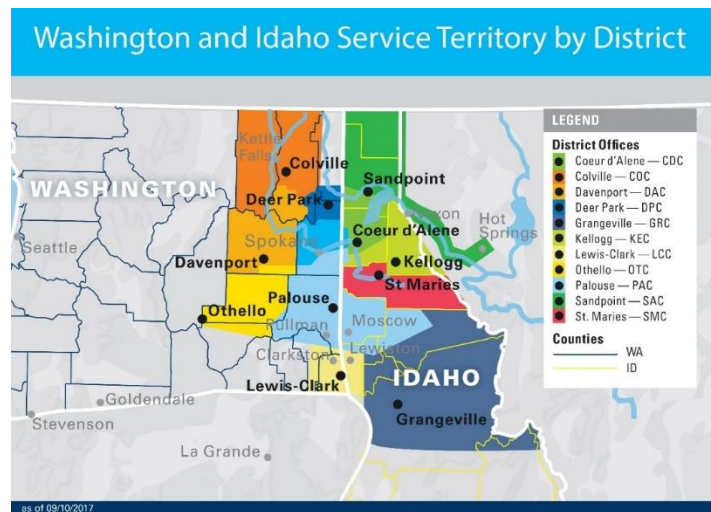 Washington and Idaho Service Territory by District
LEGEND
District Offices
Coeur d'Alene — CDC
Colville — COC
Davenport — DAC
Deer Park — DPC
Grangeville — GRC
Kellogg — KEC
Lewis-Clark — LCC
Othello — OTC
Palouse — PAC
Sandpoint — SAC
St. Maries — SMC
Counties
WA
ID
Kettle
Falls
Colville
WASHINGTON
Sandpoint
Deer Park
Noxon
Hot
Springs
Seattle
Spokane
Coeur d'Alene
Davenport
Kellogg
St Maries
Othello
Palouse
Pullman
Moscow
Clarkston
Lewiston
Lewis-Clark
IDAHO
Goldendale
Grangeville
Stevenson
La Grande
as of 09/10/2017